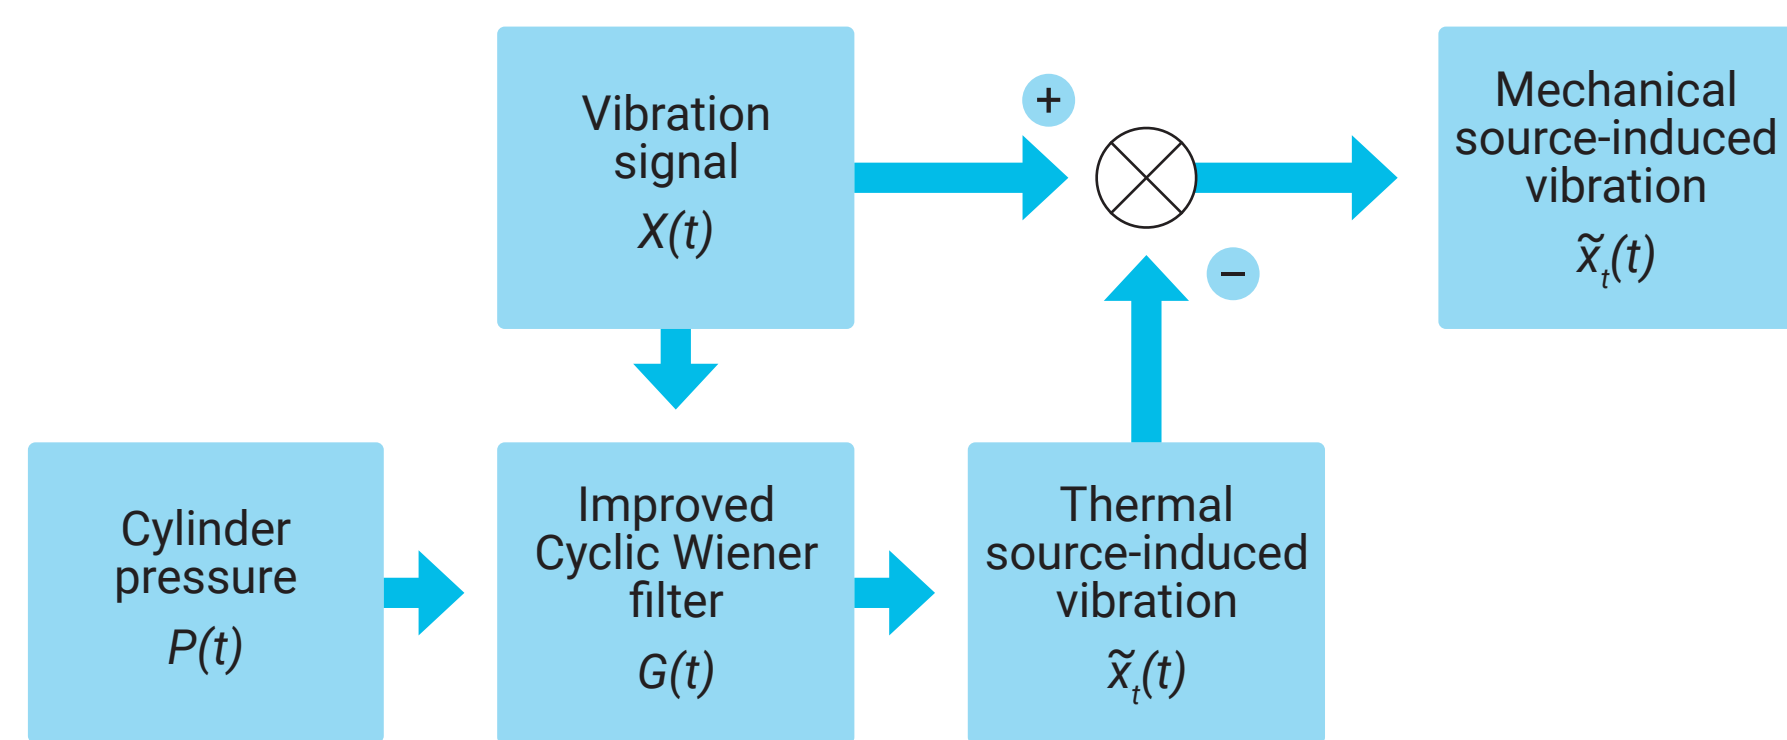 Vibration
signal
X(t)
+
−
Mechanical
source-induced
vibration
x̃ₜ(t)
Cylinder
pressure
P(t)
Improved
Cyclic Wiener
filter
G(t)
Thermal
source-induced
vibration
x̃ₜ(t)